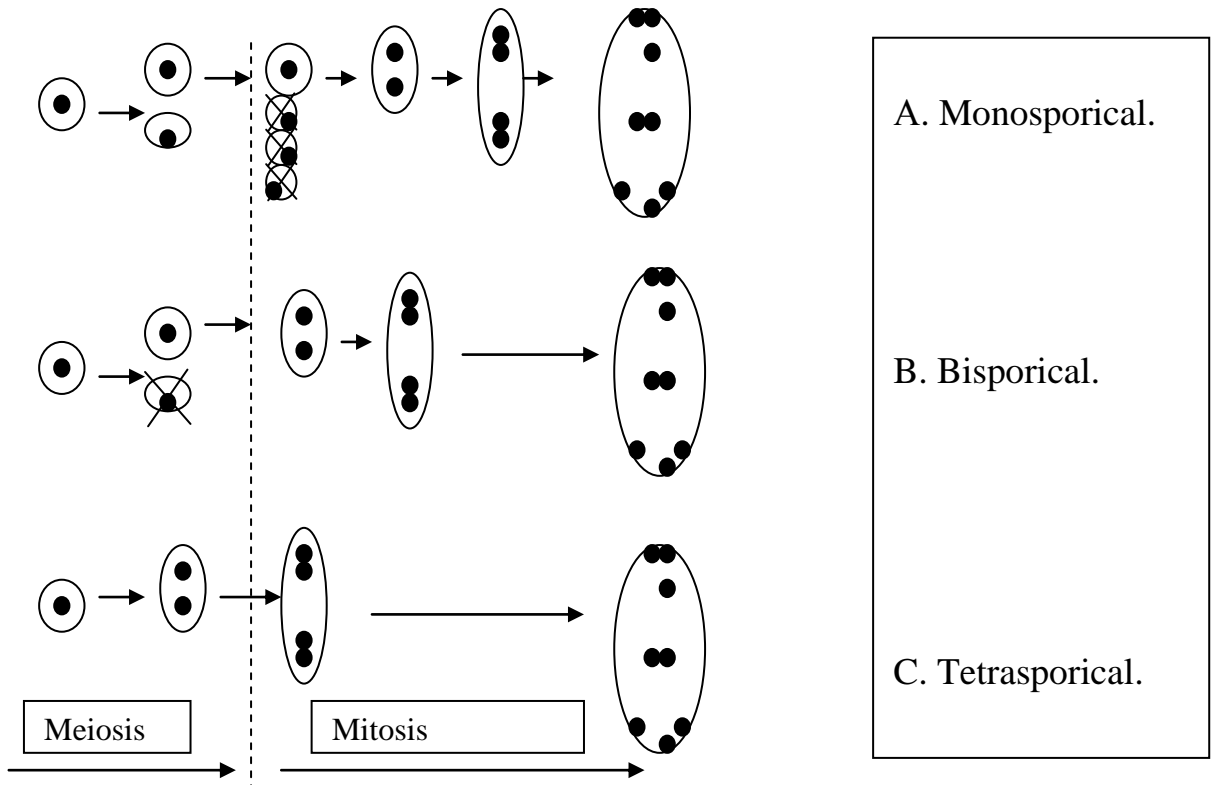 A. Monosporical.
B. Bisporical.
C. Tetrasporical.
Meiosis
Mitosis